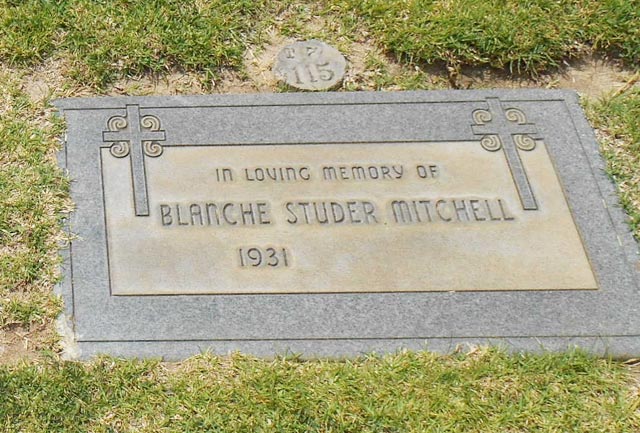 T P
115
IN LOVING MEMORY OF
BLANCHE STUDER MITCHELL
1931